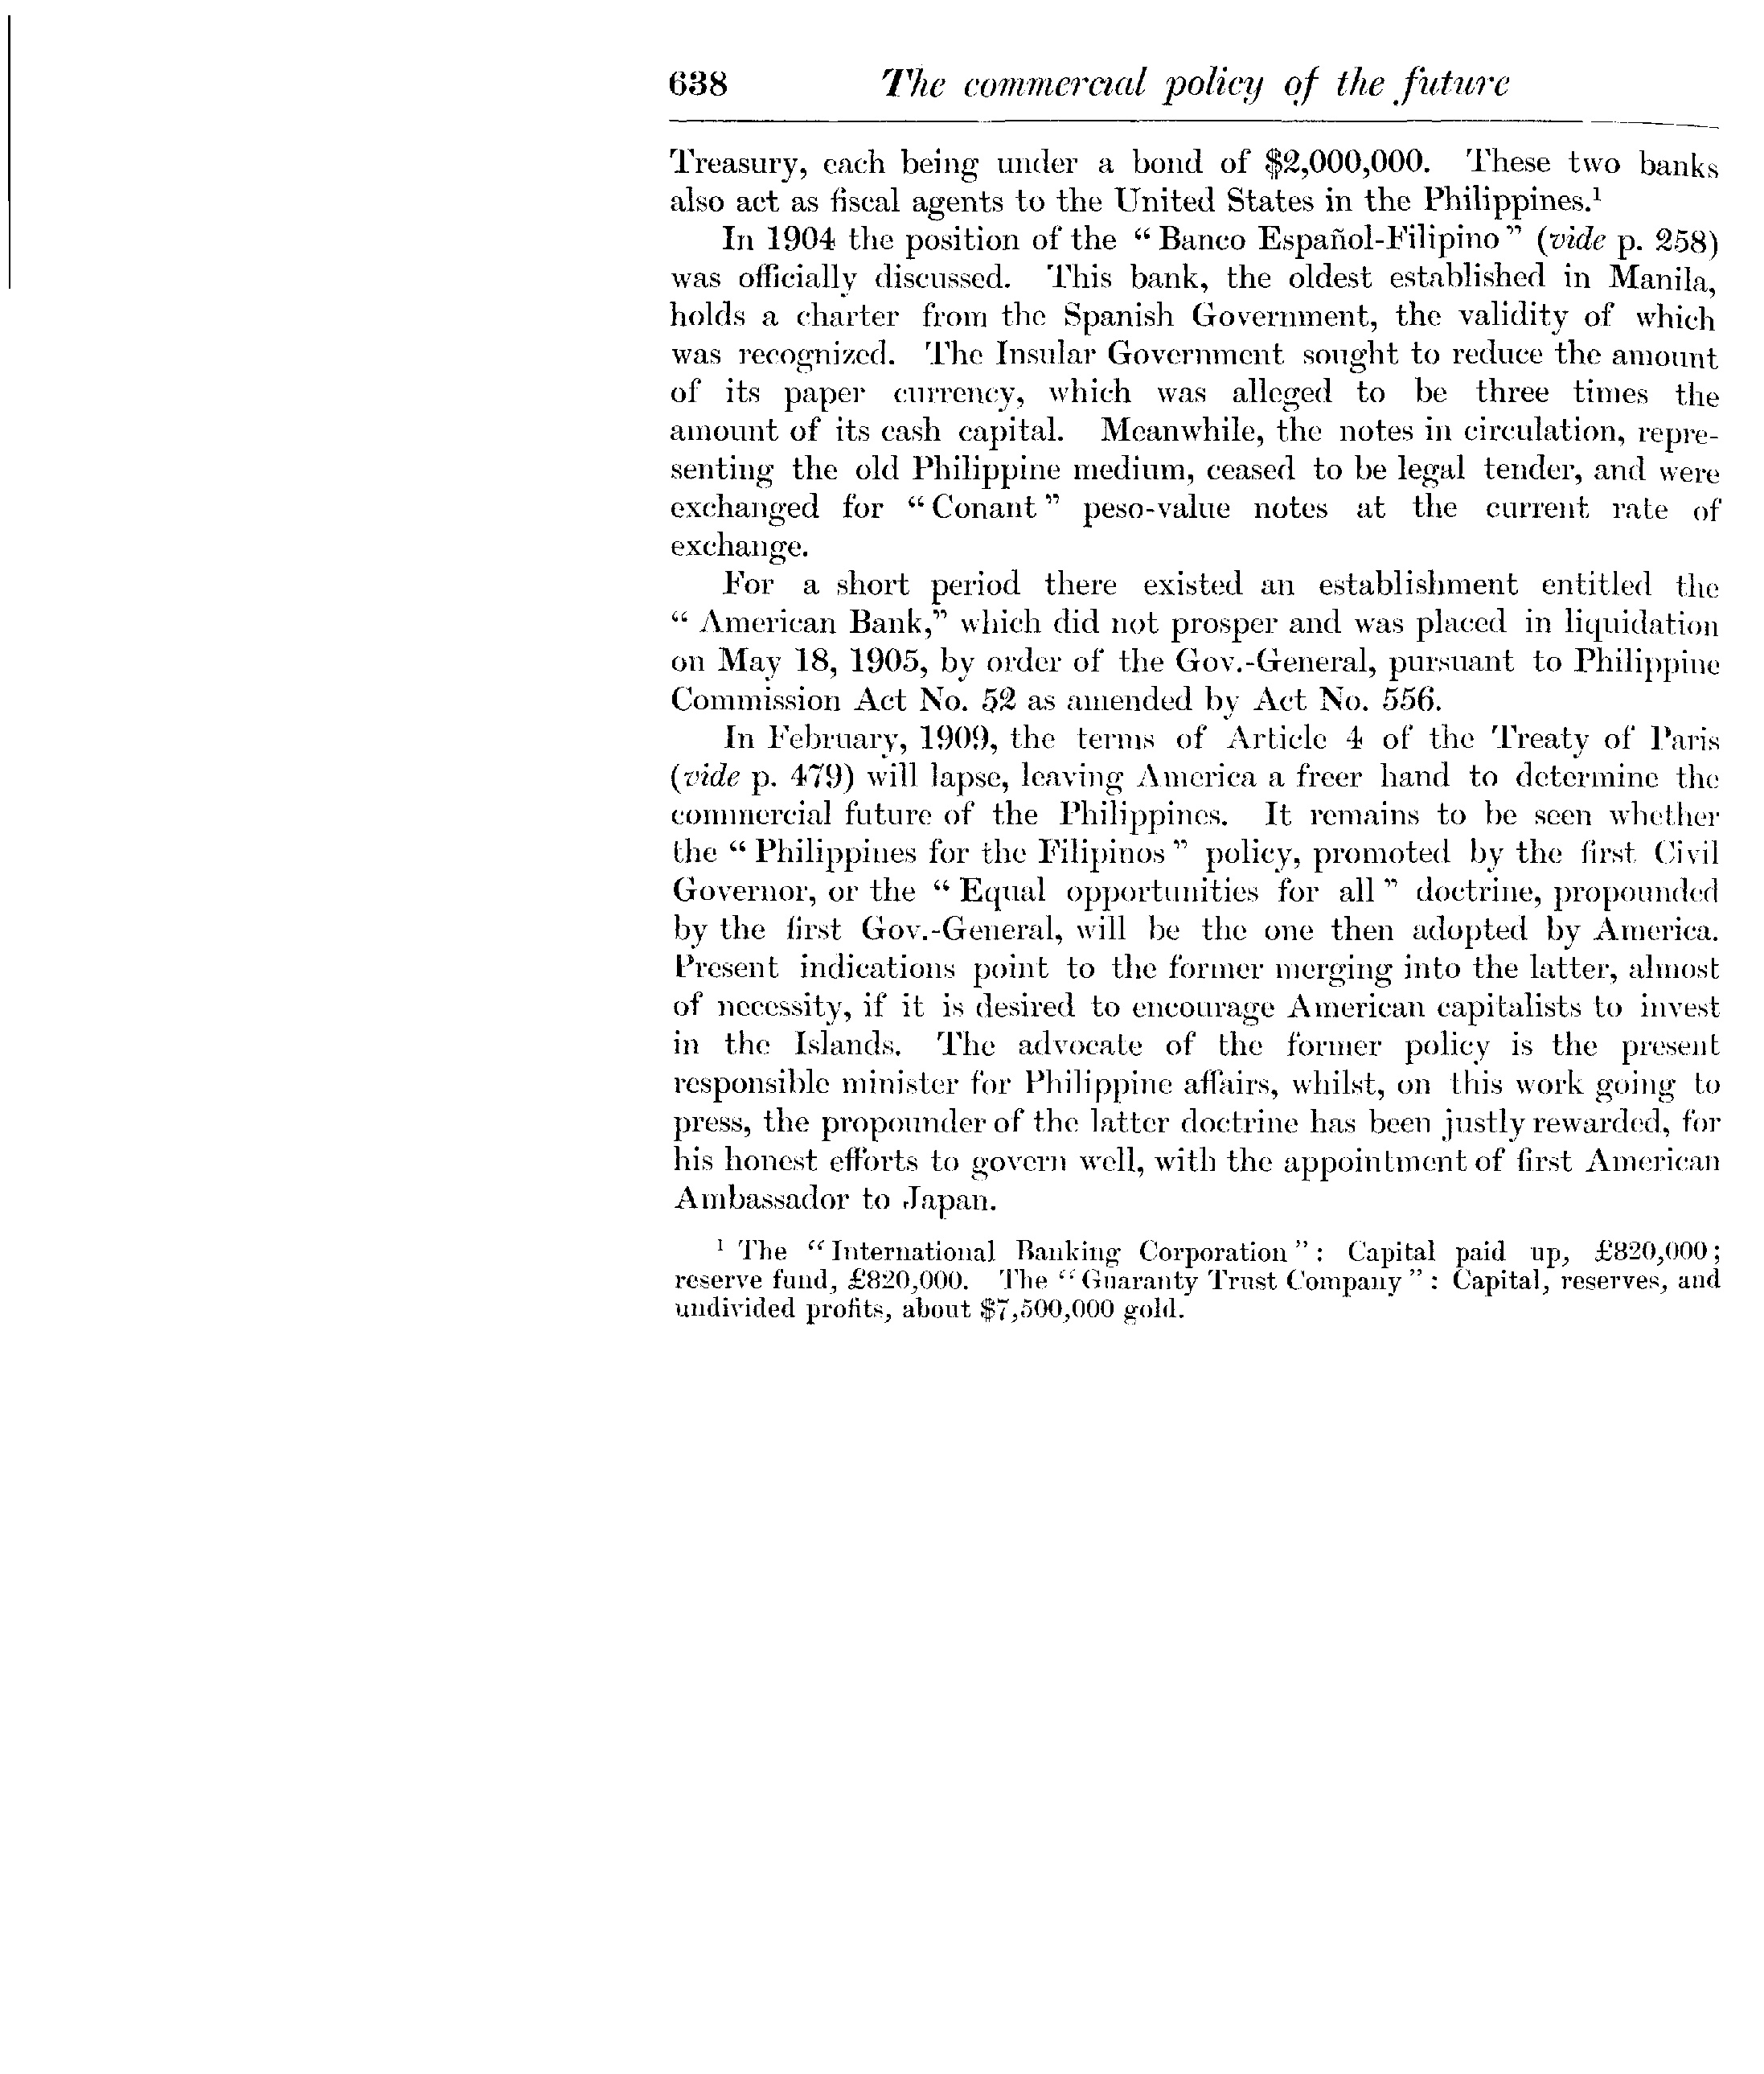 638 The commercial policy of the future
Treasury, each being under a bond of $2,000,000. These two banks
also act as fiscal agents to the United States in the Philippines.¹
In 1904 the position of the “Banco Español-Filipino” (vide p. 258)
was officially discussed. This bank, the oldest established in Manila,
holds a charter from the Spanish Government, the validity of which
was recognized. The Insular Government sought to reduce the amount
of its paper currency, which was alleged to be three times the
amount of its cash capital. Meanwhile, the notes in circulation, repre-
senting the old Philippine medium, ceased to be legal tender, and were
exchanged for “Conant” peso-value notes at the current rate of
exchange.
For a short period there existed an establishment entitled the
“American Bank,” which did not prosper and was placed in liquidation
on May 18, 1905, by order of the Gov.-General, pursuant to Philippine
Commission Act No. 52 as amended by Act No. 556.
In February, 1909, the terms of Article 4 of the Treaty of Paris
(vide p. 479) will lapse, leaving America a freer hand to determine the
commercial future of the Philippines. It remains to be seen whether
the “Philippines for the Filipinos” policy, promoted by the first Civil
Governor, or the “Equal opportunities for all” doctrine, propounded
by the first Gov.-General, will be the one then adopted by America.
Present indications point to the former merging into the latter, almost
of necessity, if it is desired to encourage American capitalists to invest
in the Islands. The advocate of the former policy is the present
responsible minister for Philippine affairs, whilst, on this work going to
press, the propounder of the latter doctrine has been justly rewarded, for
his honest efforts to govern well, with the appointment of first American
Ambassador to Japan.
¹ The “International Banking Corporation”: Capital paid up, £820,000;
reserve fund, £820,000. The “Guaranty Trust Company”: Capital, reserves, and
undivided profits, about $7,500,000 gold.